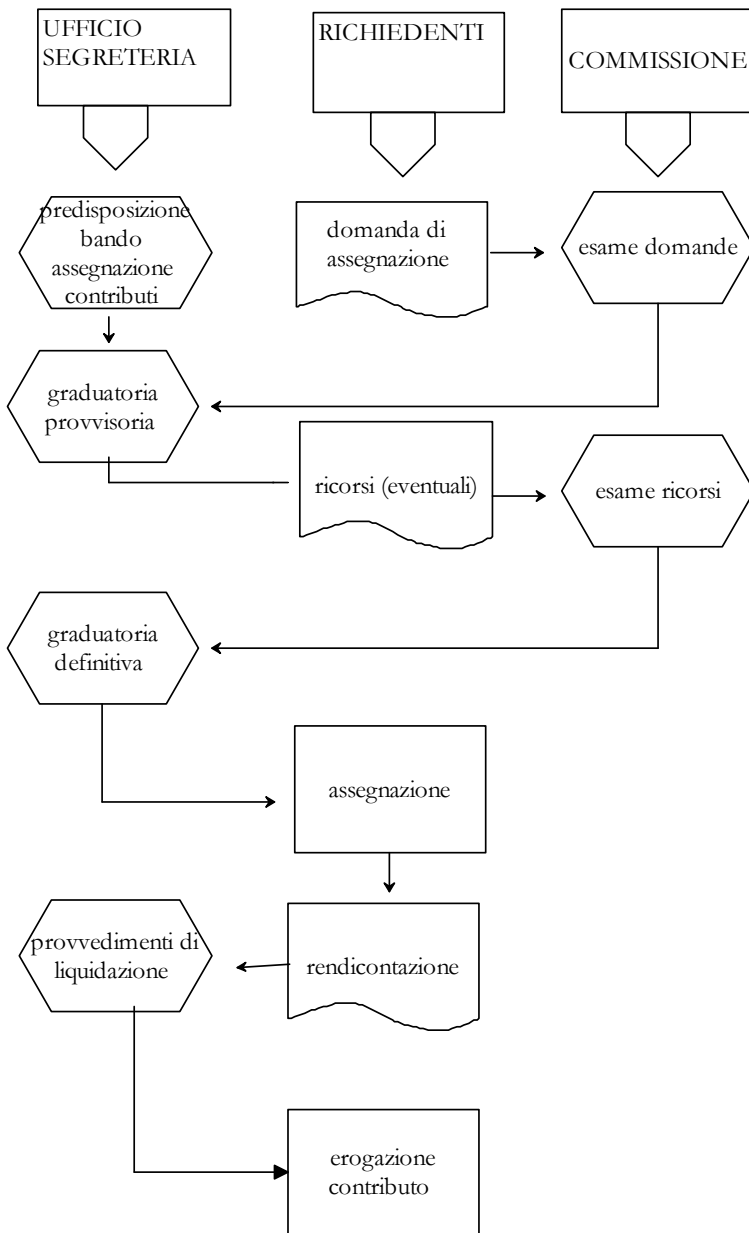 UFFICIO
SEGRETERIA
RICHIEDENTI
COMMISSIONE
predisposizione
bando
assegnazione
contributi
domanda di
assegnazione
esame domande
graduatoria
provvisoria
ricorsi (eventuali)
esame ricorsi
graduatoria
definitiva
assegnazione
provvedimenti di
liquidazione
rendicontazione
erogazione
contributo